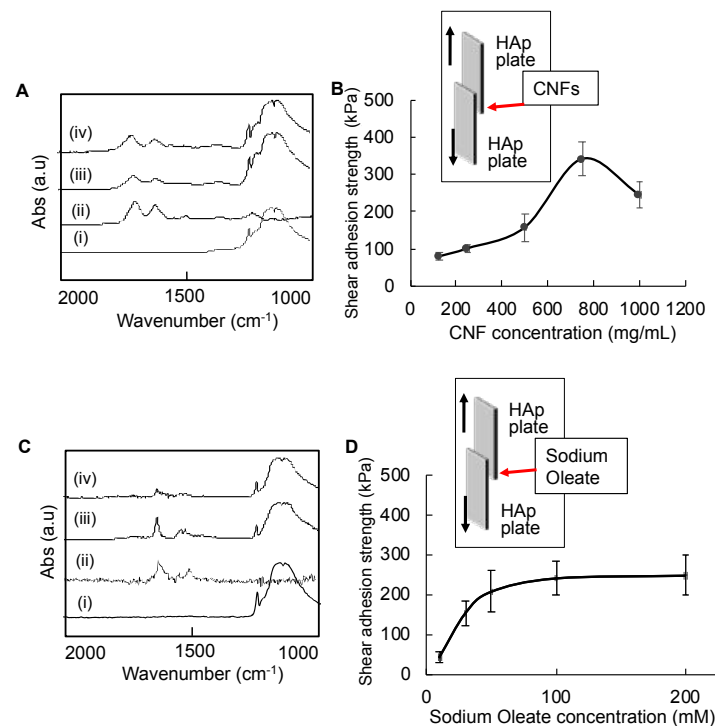 A
(iv)
(iii)
(ii)
(i)
Abs (a.u)
2000
1500
1000
Wavenumber (cm⁻¹)
B
HAp
plate
CNFs
HAp
plate
Shear adhesion strength (kPa)
500
400
300
200
100
0
0
200
400
600
800
1000
1200
CNF concentration (mg/mL)
C
(iv)
(iii)
(ii)
(i)
Abs (a.u)
2000
1500
1000
Wavenumber (cm⁻¹)
D
HAp
plate
Sodium
Oleate
HAp
plate
Shear adhesion strength (kPa)
500
400
300
200
100
0
0
100
200
Sodium Oleate concentration (mM)